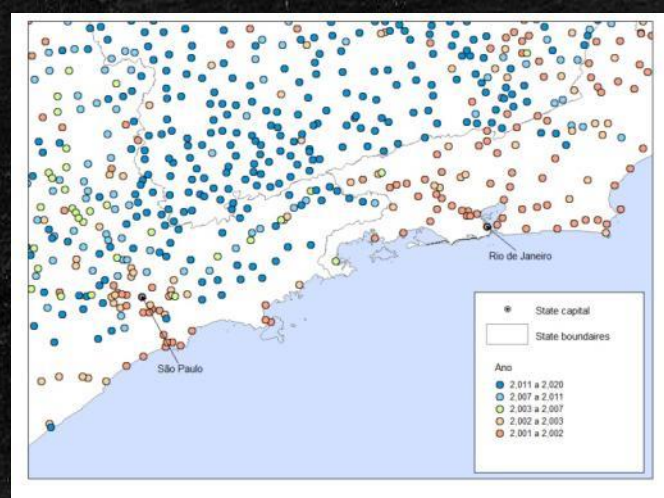 Rio de Janeiro
São Paulo
State capital
State boundaires
Ano
2,011 a 2,020
2,007 a 2,011
2,003 a 2,007
2,002 a 2,003
2,001 a 2,002